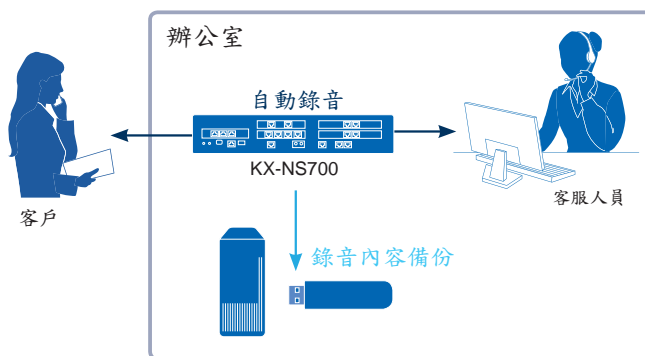 辦公室
自動錄音
KX-NS700
客戶
客服人員
錄音內容備份